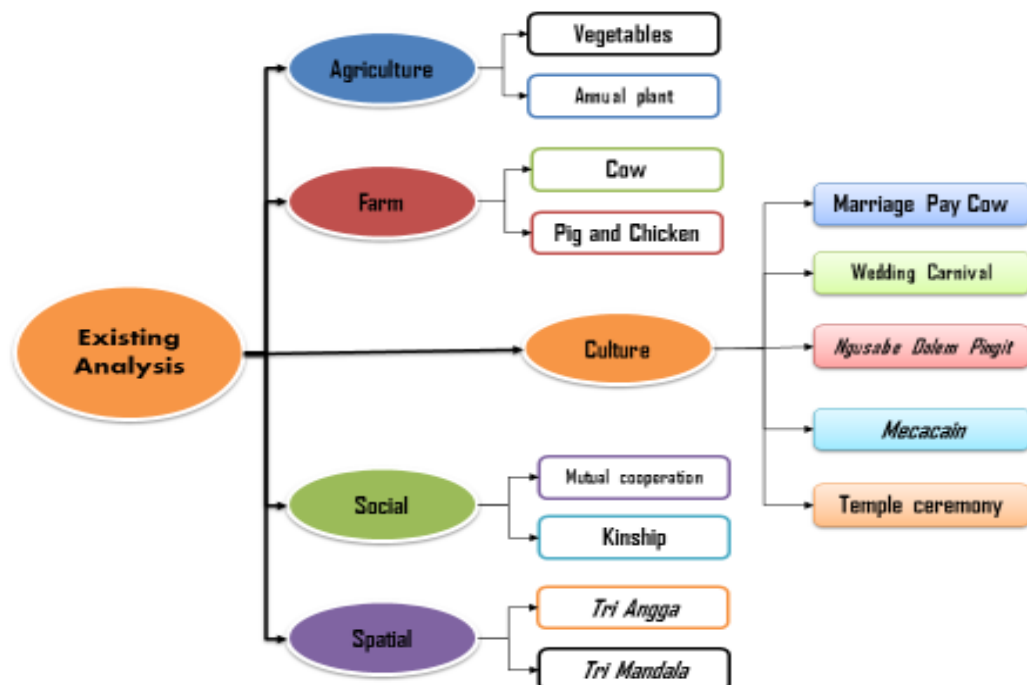 Existing
Analysis
Agriculture
Vegetables
Annual plant
Farm
Cow
Pig and Chicken
Culture
Marriage Pay Cow
Wedding Carnival
Ngusabe Dalem Pingit
Mecacain
Temple ceremony
Social
Mutual cooperation
Kinship
Spatial
Tri Angga
Tri Mandala